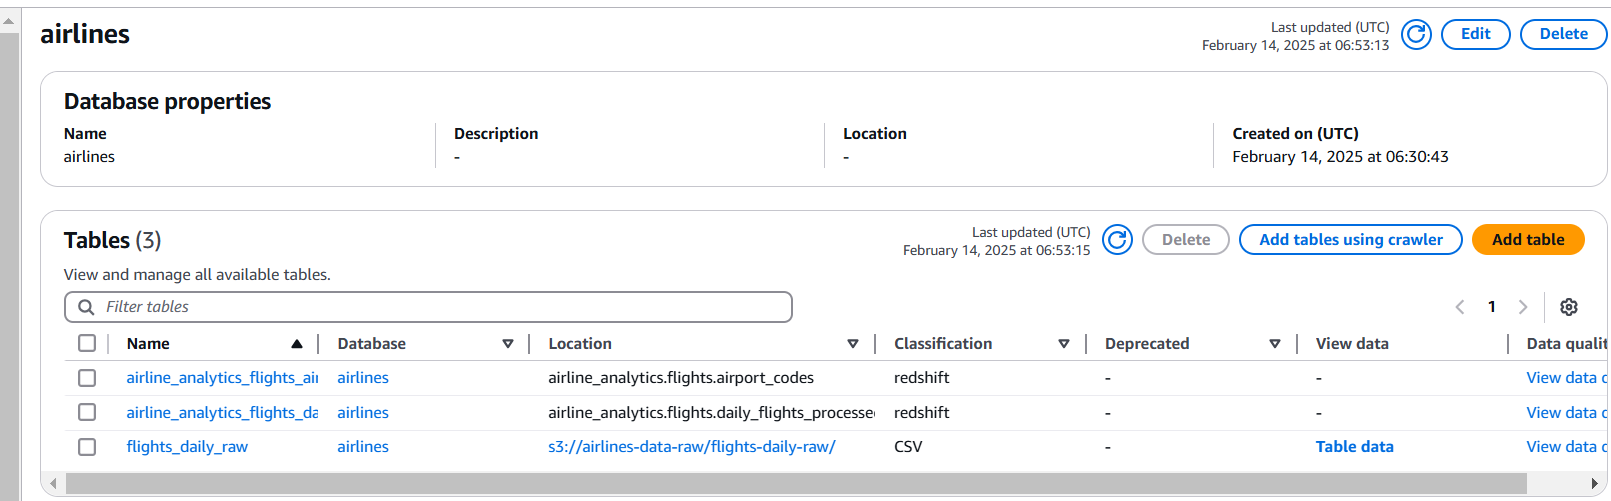 airlines
Last updated (UTC)
February 14, 2025 at 06:53:13
Edit
Delete
Database properties
Name
airlines
Description
-
Location
-
Created on (UTC)
February 14, 2025 at 06:30:43
Tables (3)
Last updated (UTC)
February 14, 2025 at 06:53:15
Delete
Add tables using crawler
Add table
View and manage all available tables.
Filter tables
1
Name Database Location Classification Deprecated View data Data qualit
airline_analytics_flights_air airlines airline_analytics.flights.airport_codes redshift - - View data q
airline_analytics_flights_da airlines airline_analytics.flights.daily_flights_processed redshift - - View data q
flights_daily_raw airlines s3://airlines-data-raw/flights-daily-raw/ CSV - Table data View data q